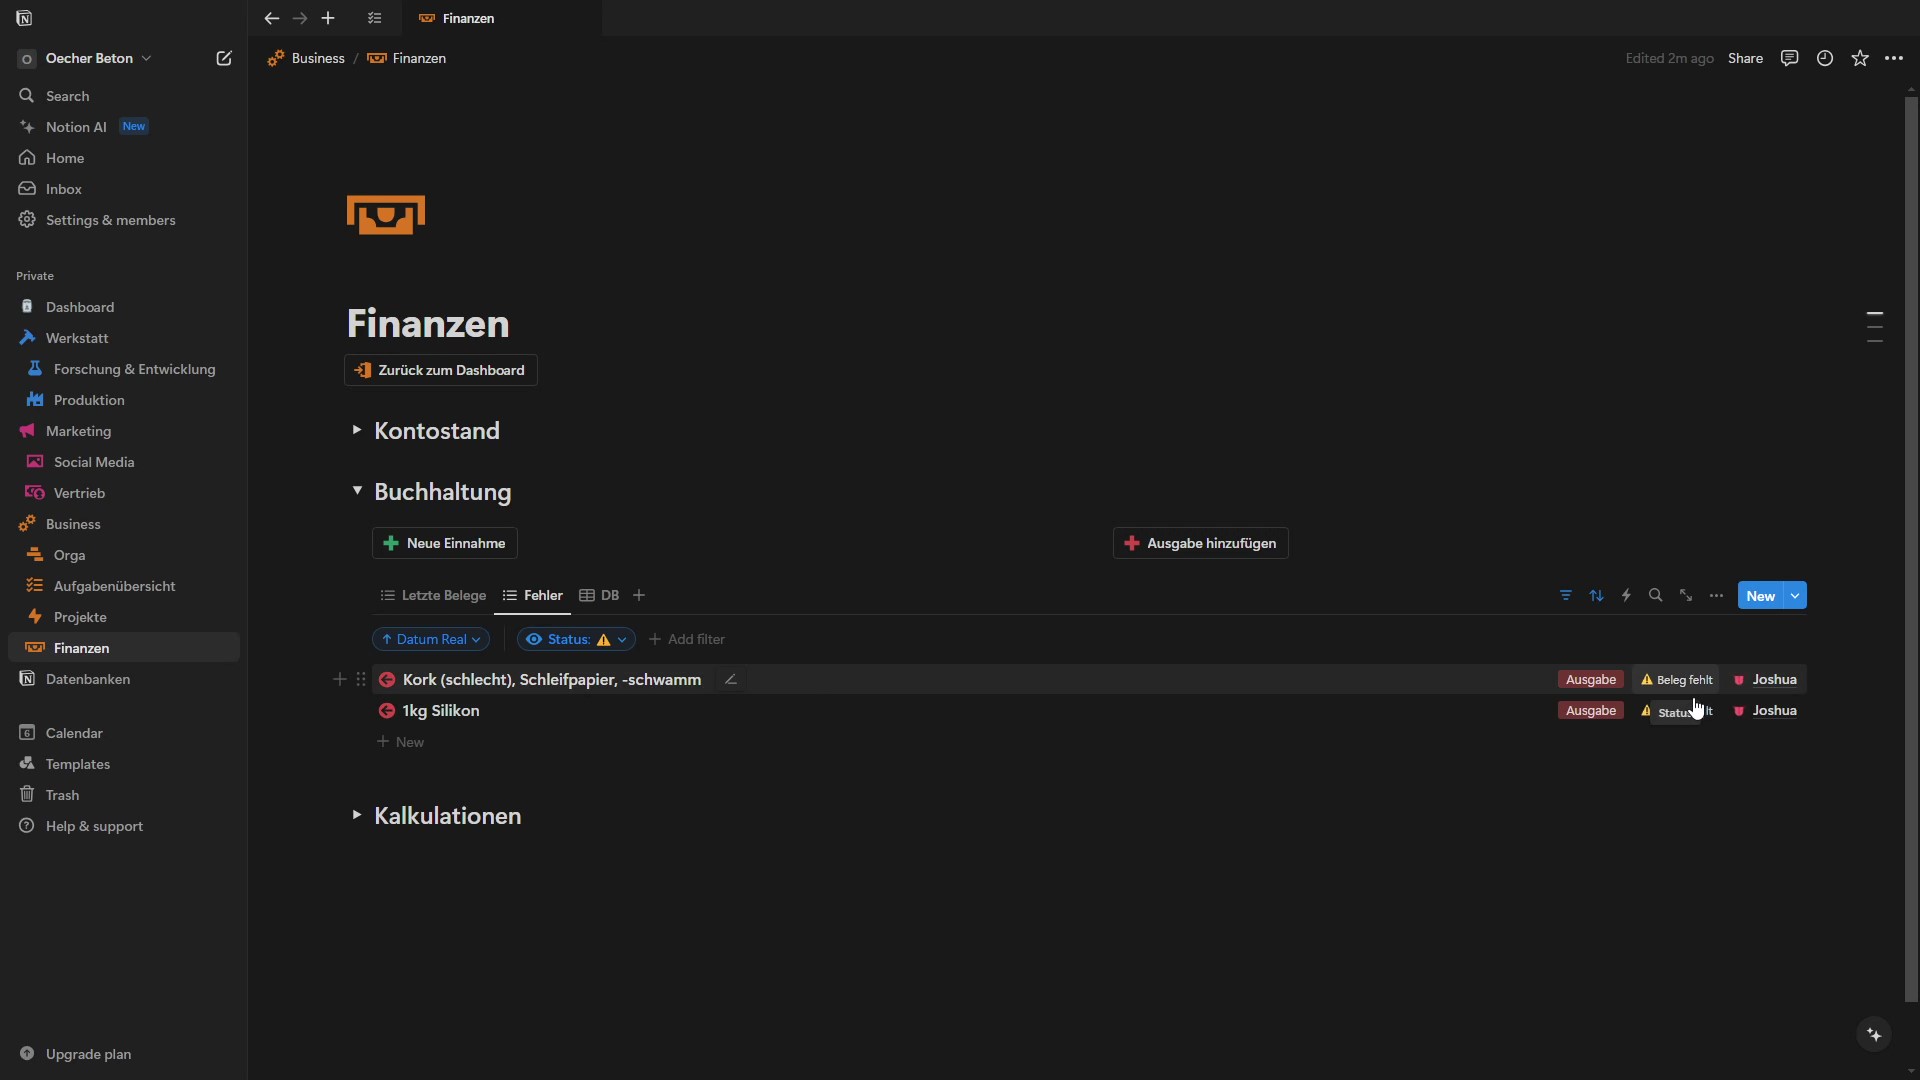 Finanzen
O Oecher Beton
Business / Finanzen
Edited 2m ago Share
Search
Notion AI New
Home
Inbox
Settings & members
Private
Dashboard
Werkstatt
Forschung & Entwicklung
Produktion
Marketing
Social Media
Vertrieb
Business
Orga
Aufgabenübersicht
Projekte
Finanzen
Datenbanken
6 Calendar
Templates
Trash
Help & support
Upgrade plan
Finanzen
Zurück zum Dashboard
Kontostand
Buchhaltung
Neue Einnahme
Ausgabe hinzufügen
Letzte Belege Fehler DB
New
Datum Real Status: Add filter
Kork (schlecht), Schleifpapier, -schwamm Ausgabe Beleg fehlt Joshua
1kg Silikon Ausgabe Joshua
New
Kalkulationen